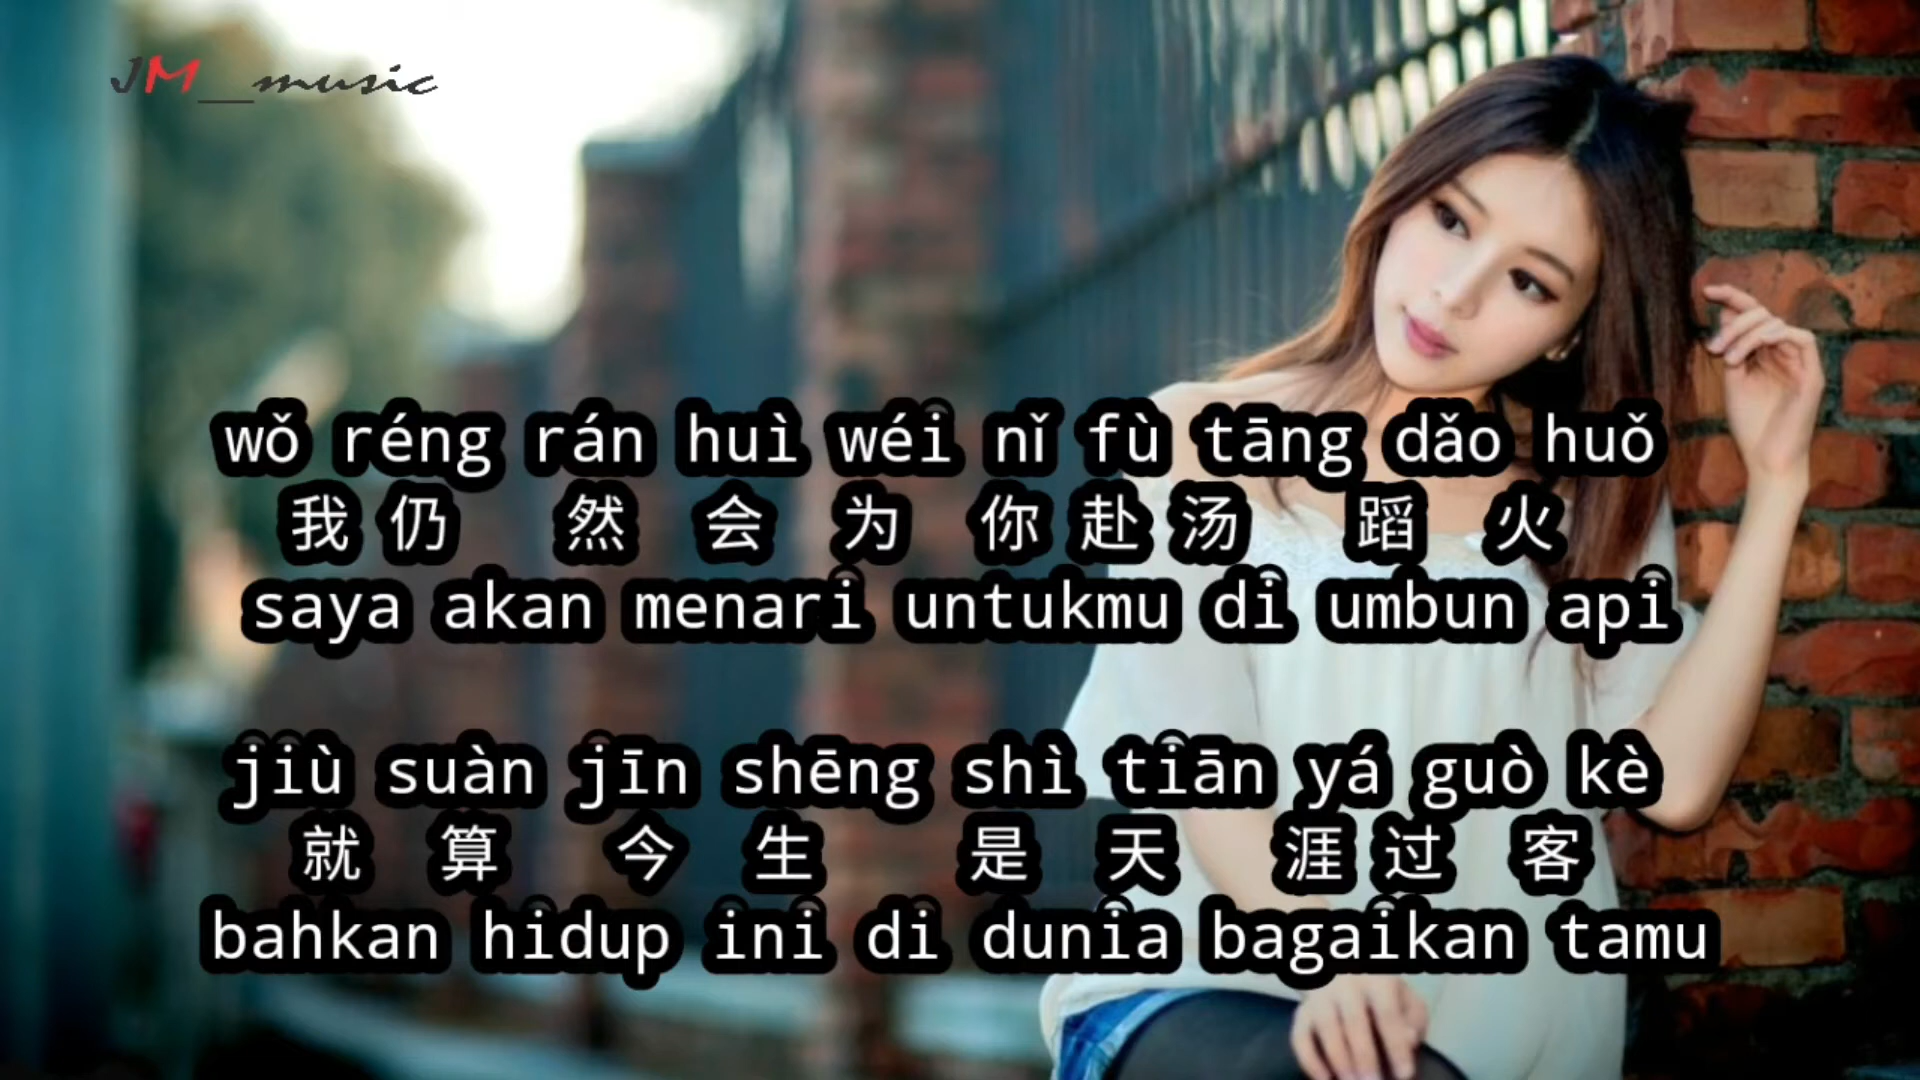 JM_music
wǒ réng rán huì wéi nǐ fù tāng dǎo huǒ
我 仍 然 会 为 你 赴 汤 蹈 火
saya akan menari untukmu di umbun api
jiù suàn jīn shēng shì tiān yá guò kè
就 算 今 生 是 天 涯 过 客
bahkan hidup ini di dunia bagaikan tamu